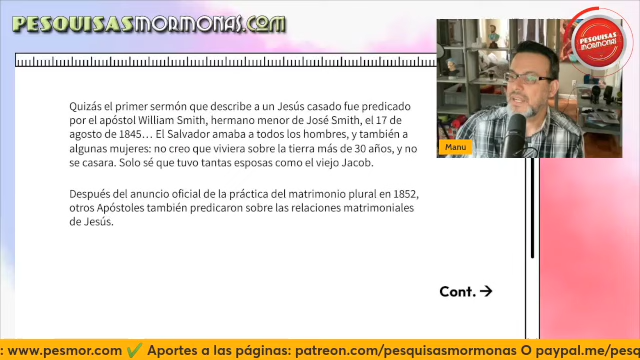 PESQUISASMORMONAS.COM
PESQUISAS
MORMONAS
Quizás el primer sermón que describe a un Jesús casado fue predicado
por el apóstol William Smith, hermano menor de José Smith, el 17 de
agosto de 1845… El Salvador amaba a todos los hombres, y también a
algunas mujeres: no creo que viviera sobre la tierra más de 30 años, y no
se casara. Solo sé que tuvo tantas esposas como el viejo Jacob.
Manu
Después del anuncio oficial de la práctica del matrimonio plural en 1852,
otros Apóstoles también predicaron sobre las relaciones matrimoniales
de Jesús.
Cont. →
: www.pesmor.com ✔ Aportes a las páginas: patreon.com/pesquisasmormonas O paypal.me/pesq